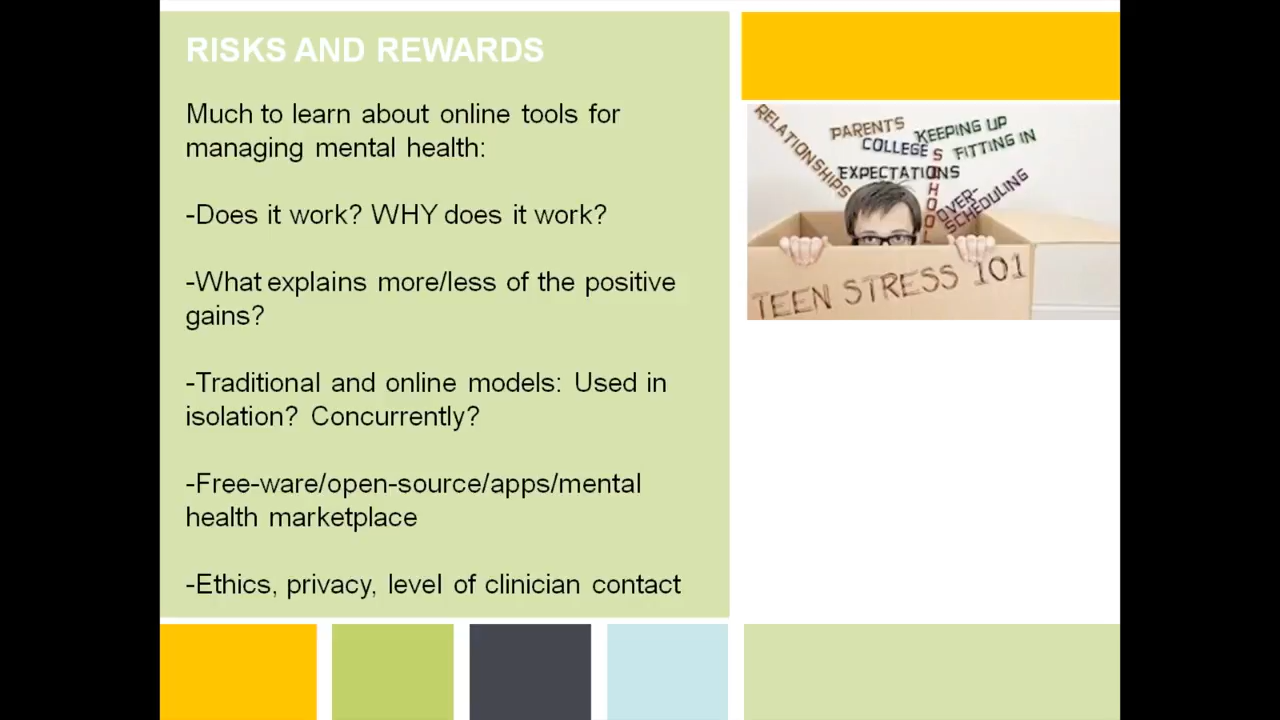 RISKS AND REWARDS
Much to learn about online tools for
managing mental health:
-Does it work? WHY does it work?
-What explains more/less of the positive
gains?
-Traditional and online models: Used in
isolation? Concurrently?
-Free-ware/open-source/apps/mental
health marketplace
-Ethics, privacy, level of clinician contact
RELATIONSHIPS
PARENTS
COLLEGE
KEEPING UP
FITTING IN
EXPECTATIONS
SCHOOL
OVER-
SCHEDULING
TEEN STRESS 101